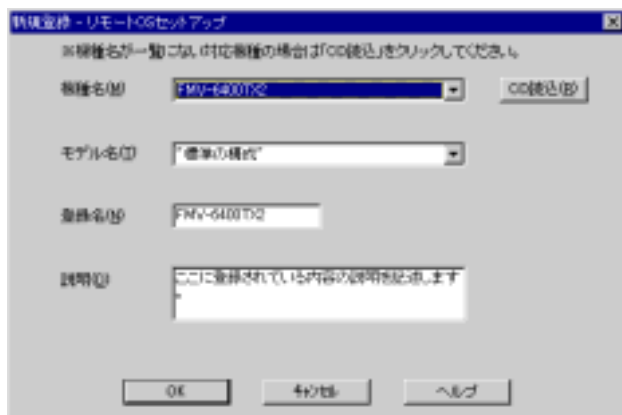 新規登録 - リモートOSセットアップ
※機種名が一覧にない対応機種の場合は「CD読込」をクリックしてください。
機種名(M)
FMV-6400TX2
CD読込(R)
モデル名(T)
"標準の構成"
登録名(N)
FMV-6400TX2
説明(D)
ここに登録されている内容の説明を記述します
。
OK
キャンセル
ヘルプ